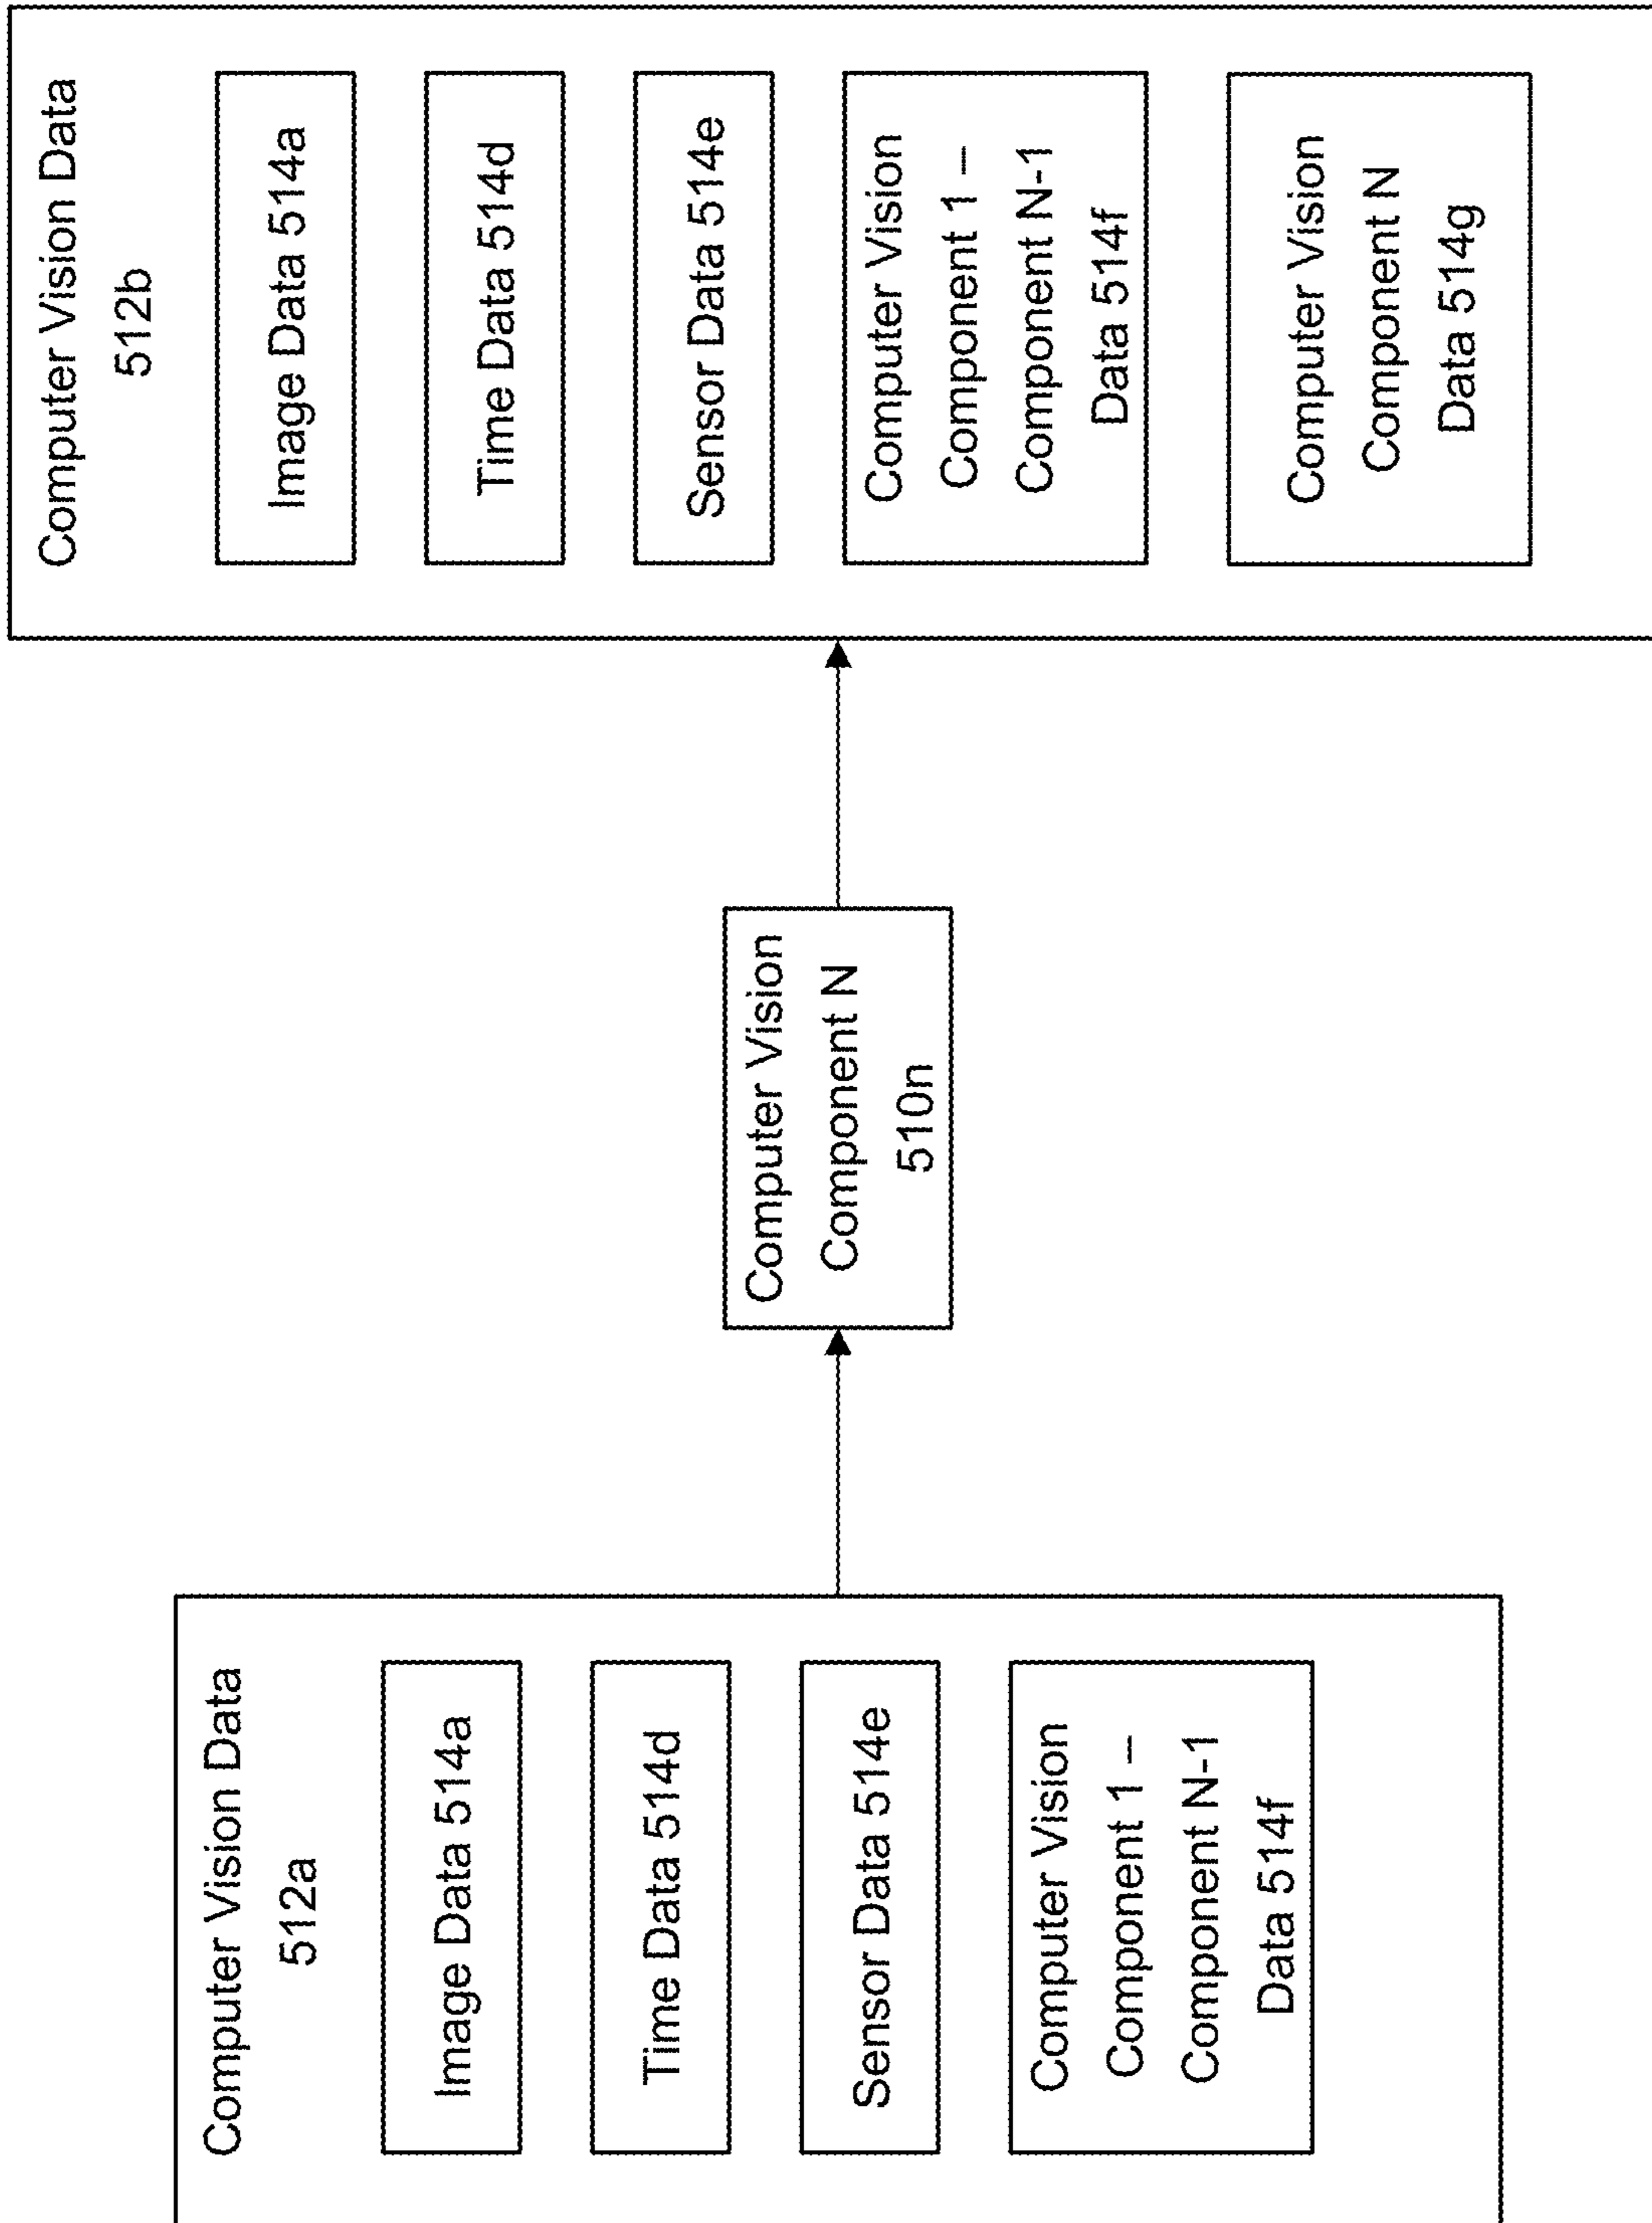 Computer Vision Data
512a
Image Data 514a
Time Data 514d
Sensor Data 514e
Computer Vision
Component 1 –
Component N-1
Data 514f
Computer Vision
Component N
510n
Computer Vision Data
512b
Image Data 514a
Time Data 514d
Sensor Data 514e
Computer Vision
Component 1 –
Component N-1
Data 514f
Computer Vision
Component N
Data 514g